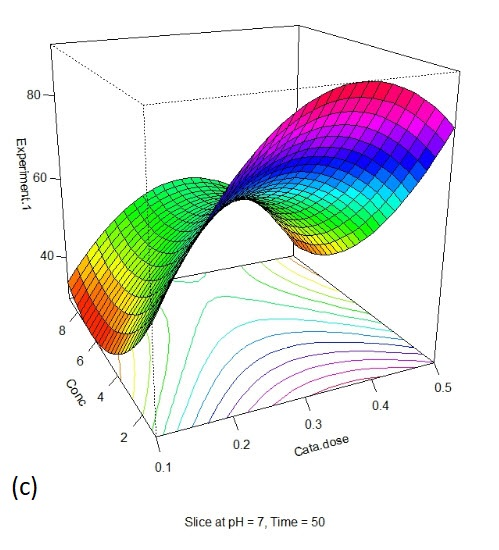 80
60
40
Experiment.1
8
6
4
2
Conc
0.1
0.2
0.3
0.4
0.5
Cata.dose
(c)
Slice at pH = 7, Time = 50